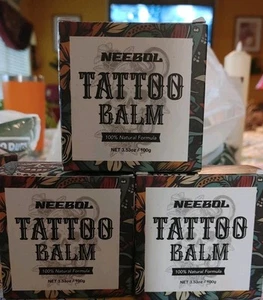 NEEBOL
TATTOO
BALM
100% Natural Formula
NET 3.53oz / 100g
NEEBOL
TATTOO
BALM
100% Natural Formula
NET 3.53oz / 100g
NEEBOL
TATTOO
BALM
100% Natural Formula
NET 3.53oz / 100g